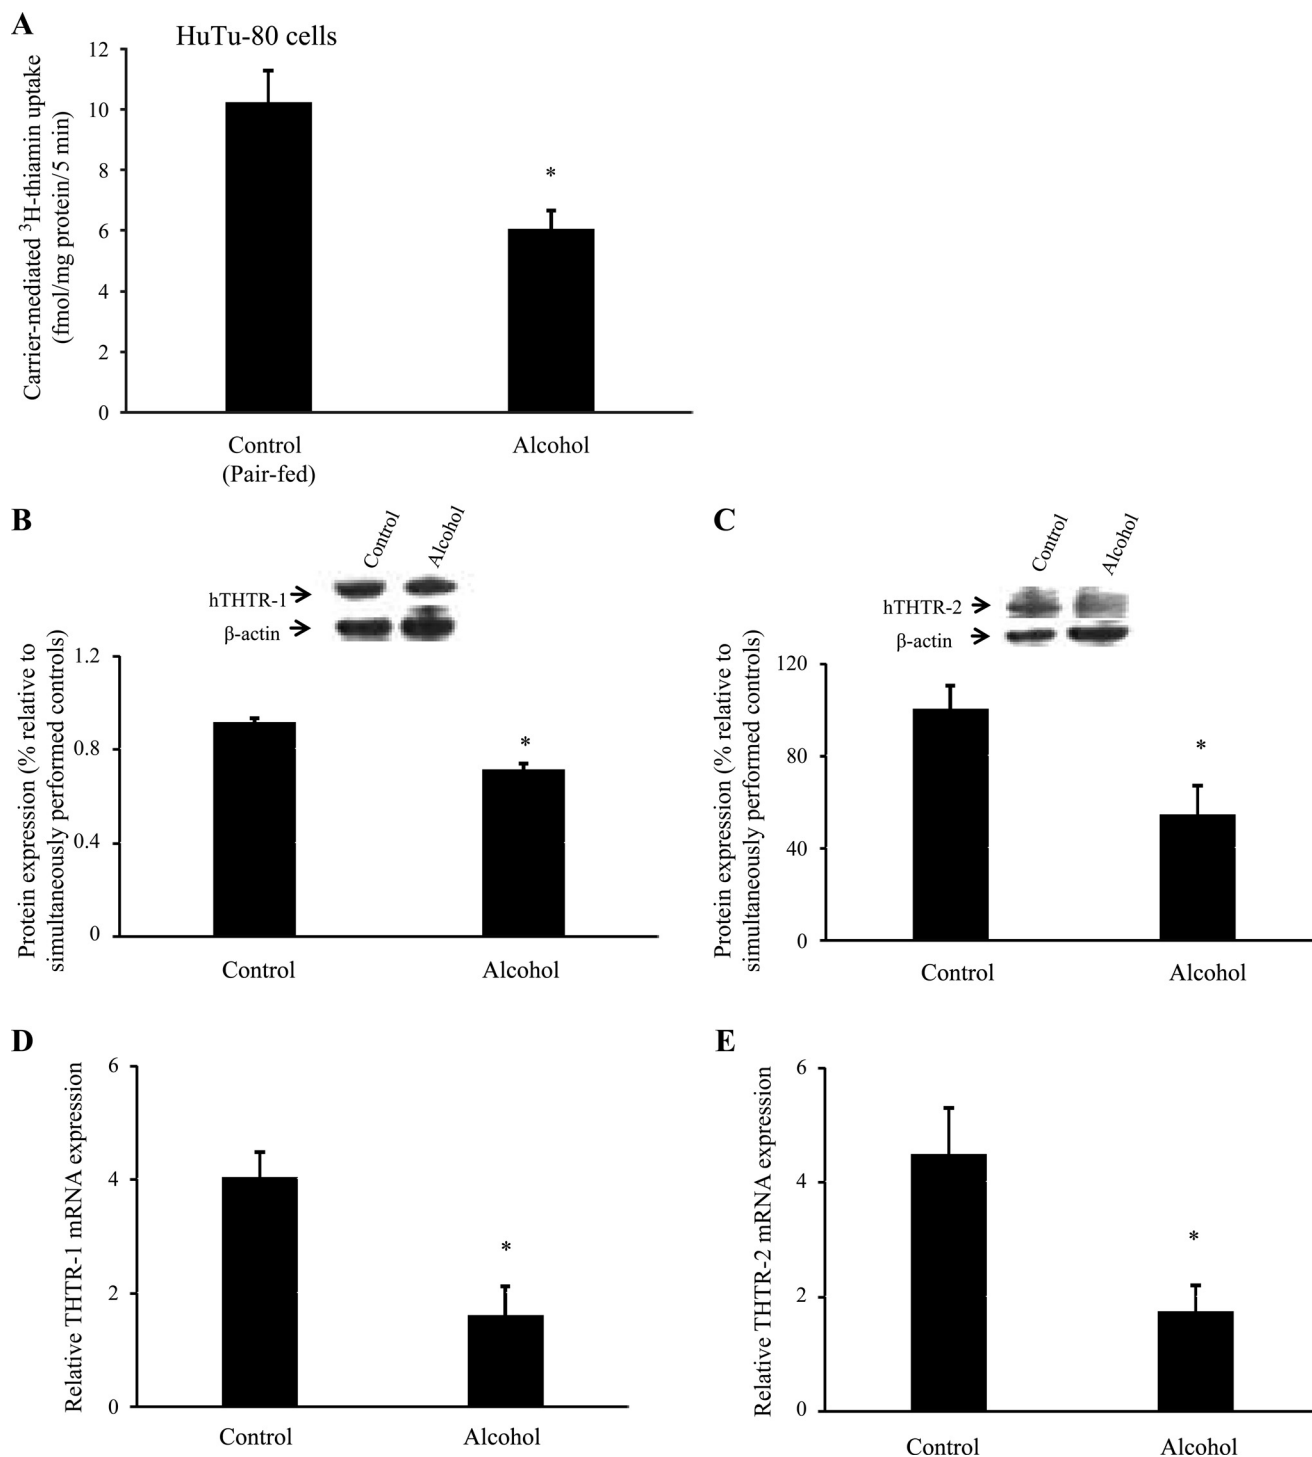 A
HuTu-80 cells
Carrier-mediated ³H-thiamin uptake
(fmol/mg protein/5 min)
12
10
8
6
4
2
0
*
Control
(Pair-fed)
Alcohol
B
Control
Alcohol
hTHTR-1
β-actin
Protein expression (% relative to
simultaneously performed controls)
1.2
0.8
0.4
0
*
Control
Alcohol
C
Control
Alcohol
hTHTR-2
β-actin
Protein expression (% relative to
simultaneously performed controls)
120
80
40
0
*
Control
Alcohol
D
Relative THTR-1 mRNA expression
6
4
2
0
*
Control
Alcohol
E
Relative THTR-2 mRNA expression
6
4
2
0
*
Control
Alcohol